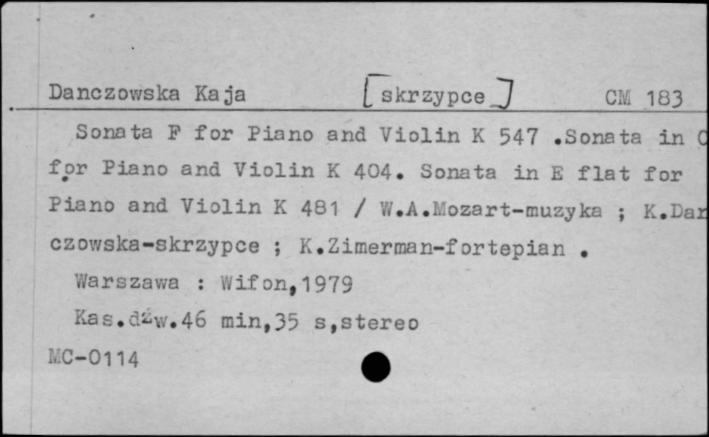 Danczowska Kaja [skrzypce] CM 183
Sonata F for Piano and Violin K 547 .Sonata in C
for Piano and Violin K 404. Sonata in E flat for
Piano and Violin K 481 / W.A.Mozart-muzyka ; K.Dan
czowska-skrzypce ; K.Zimerman-fortepian .
Warszawa : Wifon,1979
Kas.dźw.46 min,35 s,stereo
MC-0114